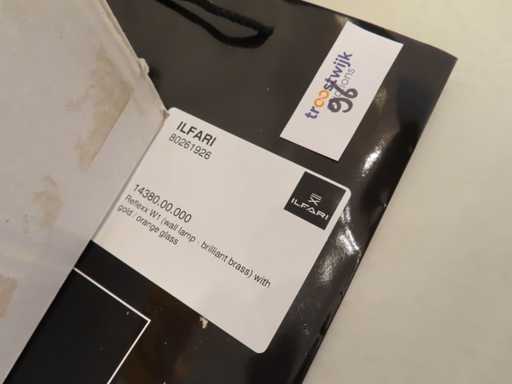 troostwijk
auctions
96
ILFARI
80261926
XII
ILFARI
14380.00.000
Reflexx W1 (wall lamp : brilliant brass) with
gold / orange glass